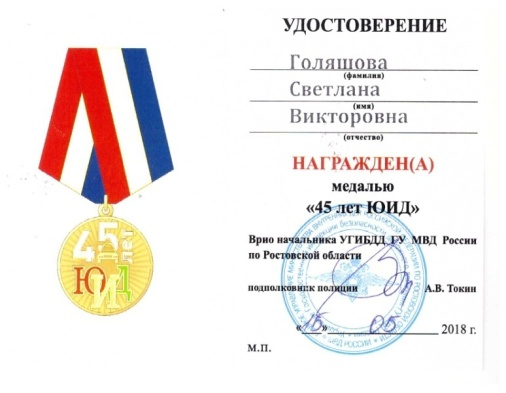 45 лет
ЮИД
УДОСТОВЕРЕНИЕ
Голяшова
(фамилия)
Светлана
(имя)
Викторовна
(отчество)
НАГРАЖДЕН(А)
медалью
«45 лет ЮИД»
Врио начальника УГИБДД ГУ МВД России
по Ростовской области
подполковник полиции А.В. Токин
«15» 05 2018 г.
М.П.